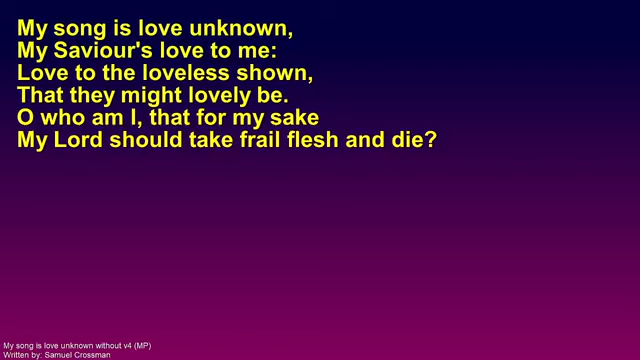 My song is love unknown,
My Saviour's love to me:
Love to the loveless shown,
That they might lovely be.
O who am I, that for my sake
My Lord should take frail flesh and die?
My song is love unknown without v4 (MP)
Written by: Samuel Crossman